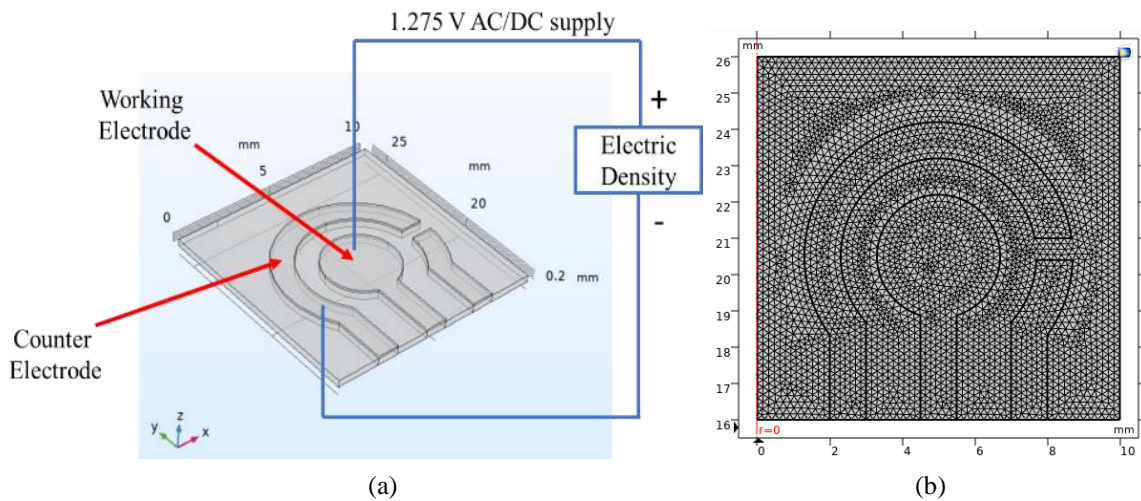 1.275 V AC/DC supply
Working
Electrode
mm
10
25
5
mm
0
20
0.2 mm
+
Electric
Density
-
Counter
Electrode
y
z
x
(a)
mm
26
25
24
23
22
21
20
19
18
17
16
r=0
mm
0
2
4
6
8
10
(b)